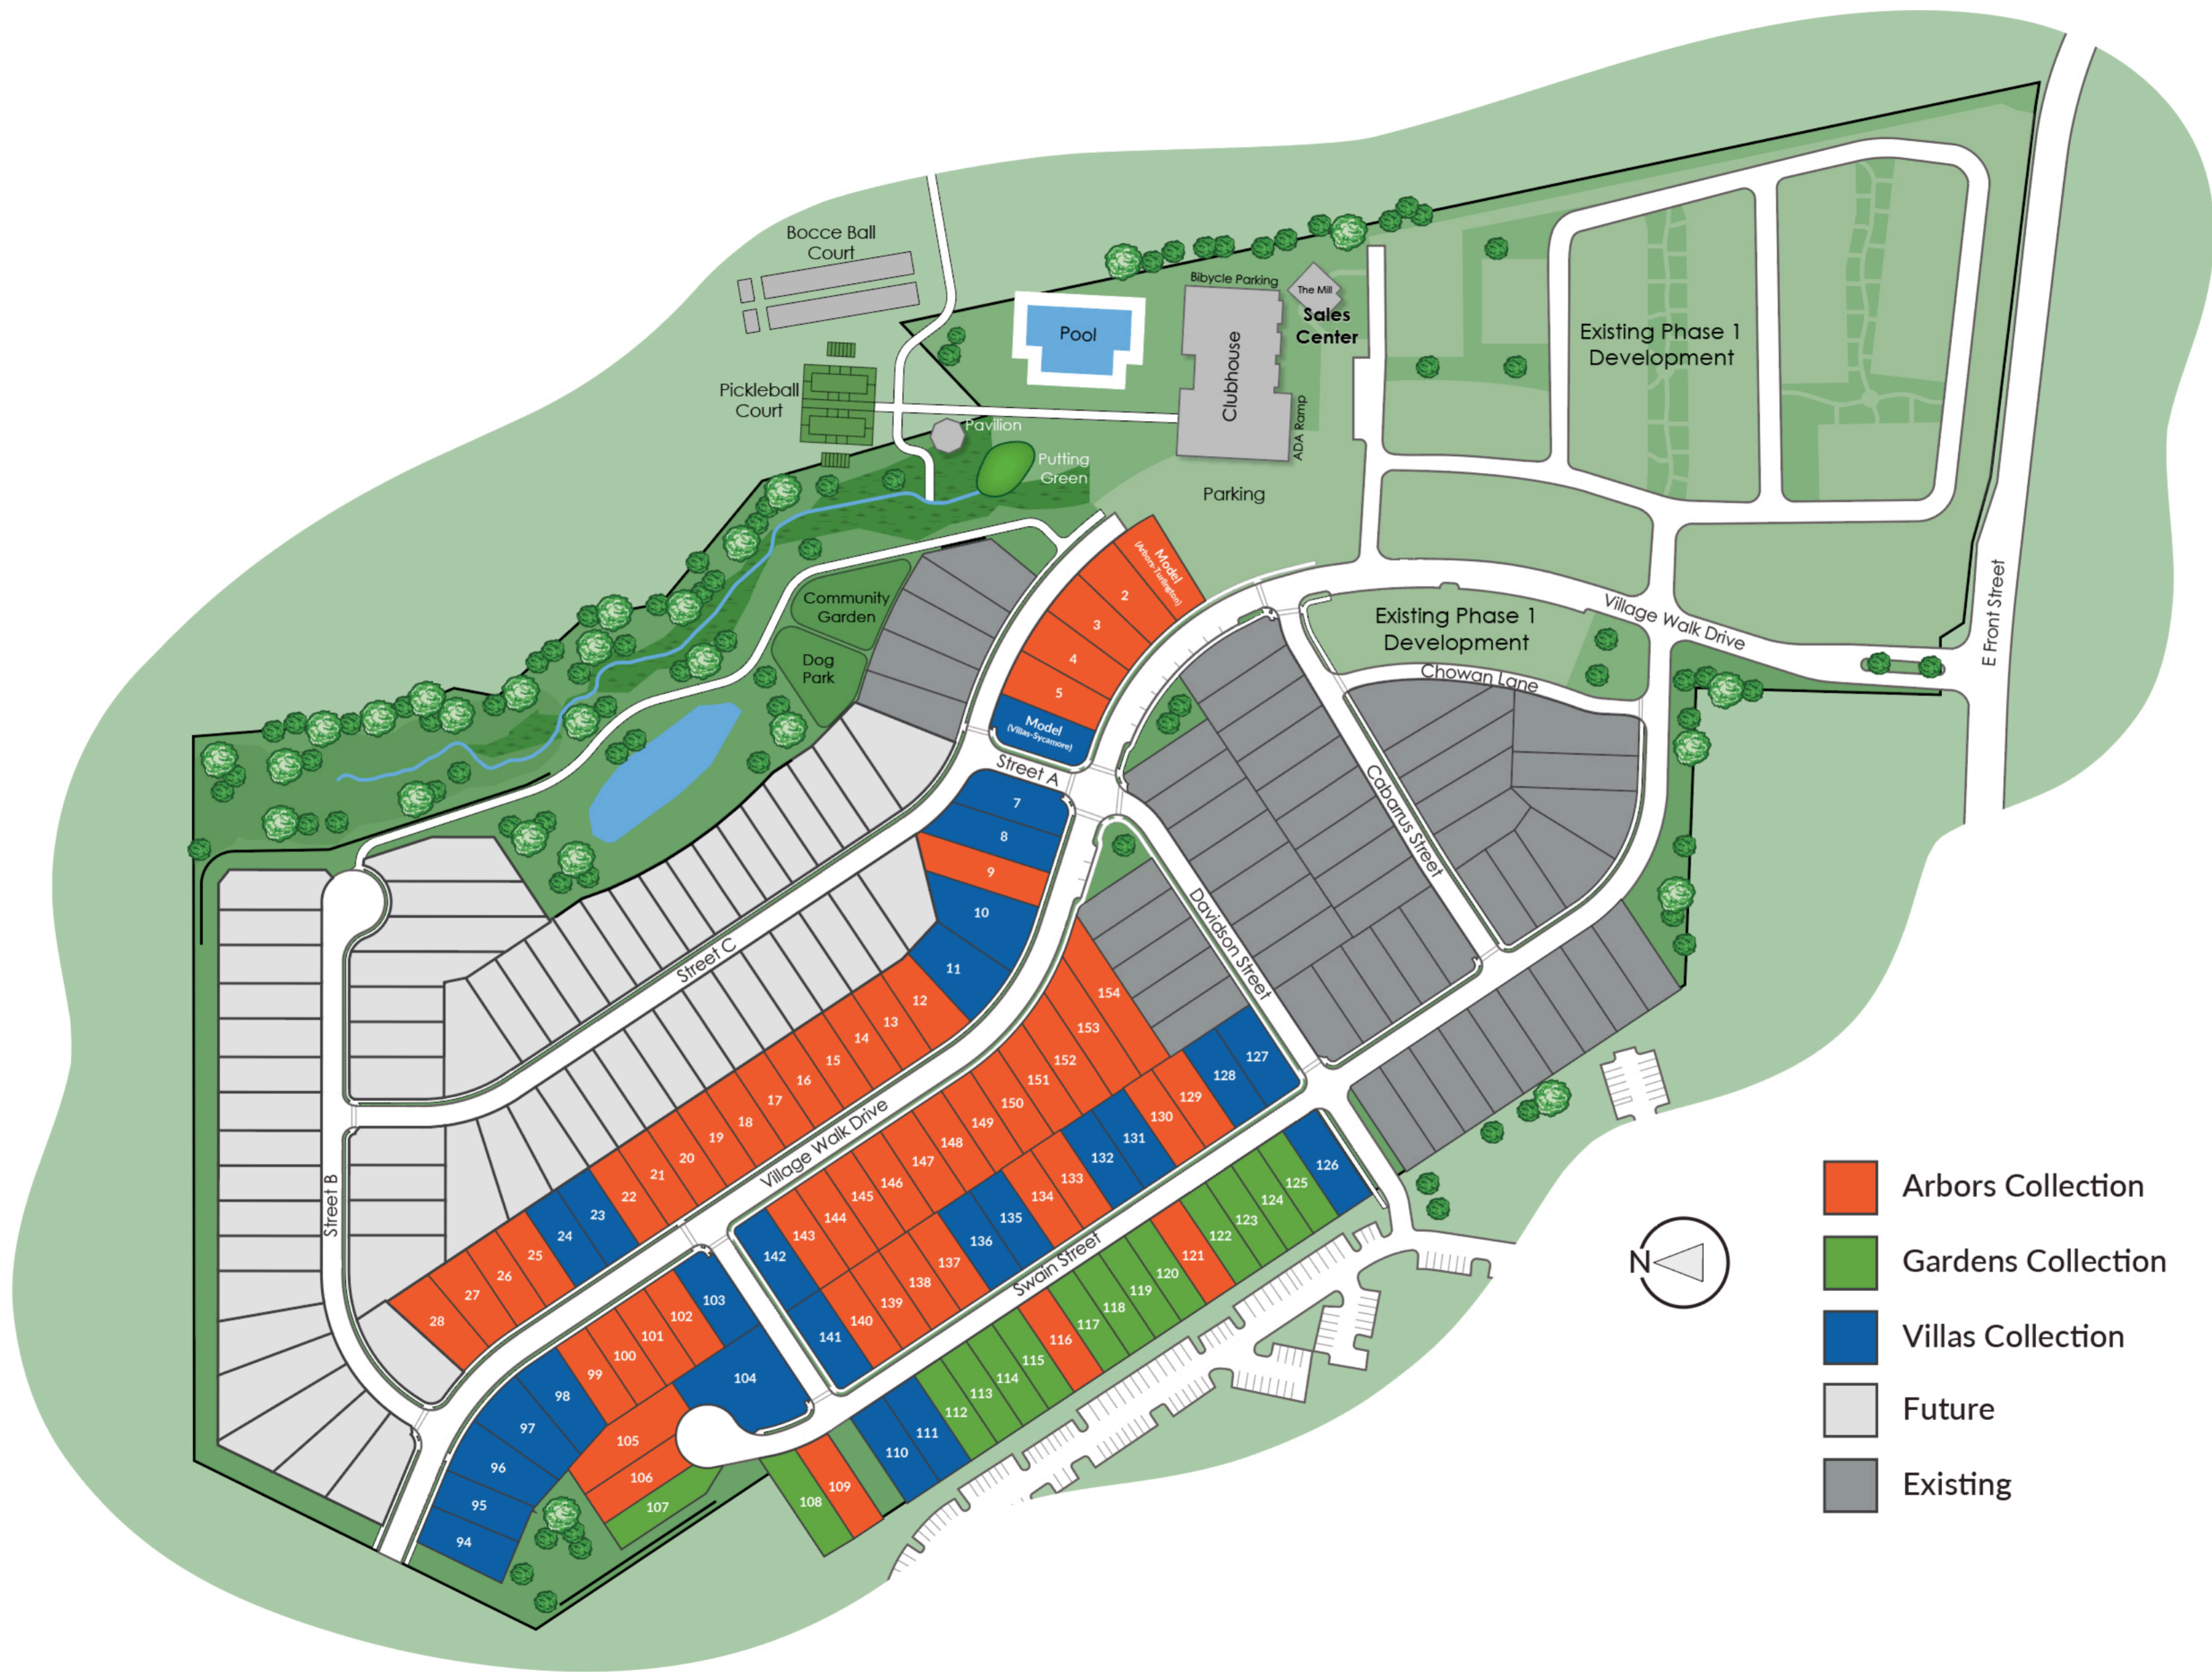 Bocce Ball
Court
Bibycle Parking
The Mill
Sales
Center
Pool
Clubhouse
ADA Ramp
Pickleball
Court
Pavilion
Putting
Green
Parking
Existing Phase 1
Development
Existing Phase 1
Development
Village Walk Drive
E Front Street
Chowan Lane
Community
Garden
Dog
Park
Model
(Arbors-Turlington)
2
3
4
5
Model
(Villas-Sycamore)
Street A
7
8
9
10
11
12
13
14
15
16
17
18
19
20
21
22
23
24
25
26
27
28
Cabarrus Street
Davidson Street
Street C
Street B
Village Walk Drive
154
153
152
151
150
149
148
147
146
145
144
143
142
127
128
129
130
131
132
133
134
135
136
137
138
139
140
141
Swain Street
126
125
124
123
122
121
120
119
118
117
116
115
114
113
112
111
110
109
108
103
102
101
100
99
98
97
96
95
94
104
105
106
107
N
Arbors Collection
Gardens Collection
Villas Collection
Future
Existing